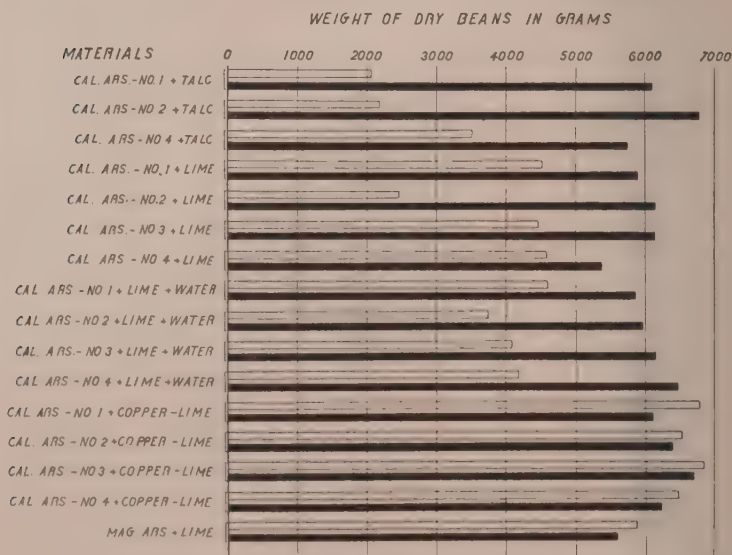 WEIGHT OF DRY BEANS IN GRAMS
MATERIALS
0 1000 2000 3000 4000 5000 6000 7000
CAL. ARS.-NO.1 + TALC
CAL. ARS-NO 2 + TALC
CAL. ARS-NO 4 + TALC
CAL. ARS.-NO.1 + LIME
CAL. ARS.-NO.2 + LIME
CAL. ARS.-NO 3 + LIME
CAL ARS-NO 4 + LIME
CAL ARS-NO 1 + LIME + WATER
CAL ARS-NO 2 + LIME + WATER
CAL. ARS.-NO 3 + LIME + WATER
CAL ARS-NO 4 + LIME + WATER
CAL ARS-NO 1 + COPPER-LIME
CAL. ARS-NO 2 + COPPER-LIME
CAL. ARS-NO 3 + COPPER-LIME
CAL ARS-NO 4 + COPPER-LIME
MAG ARS + LIME